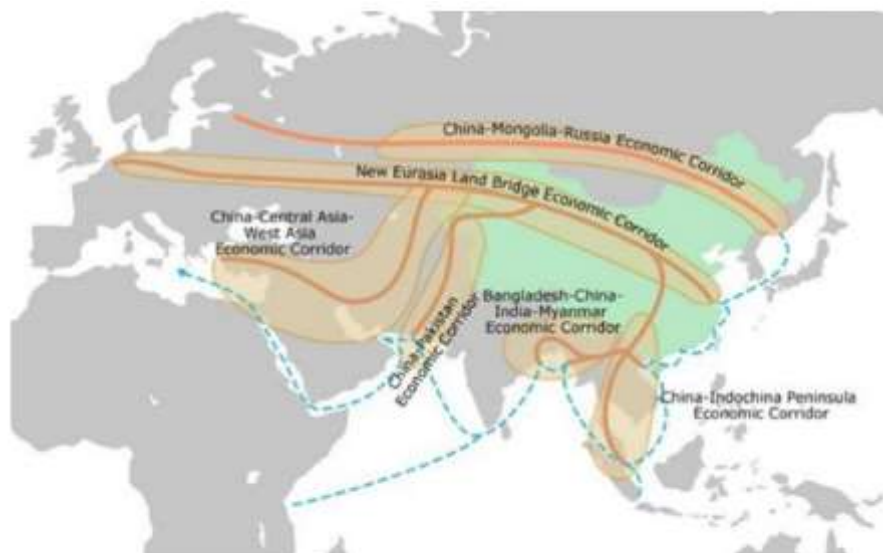 China-Mongolia-Russia Economic Corridor
New Eurasia Land Bridge Economic Corridor
China-Central Asia-
West Asia
Economic Corridor
China-Pakistan
Economic Corridor
Bangladesh-China-
India-Myanmar
Economic Corridor
China-Indochina Peninsula
Economic Corridor